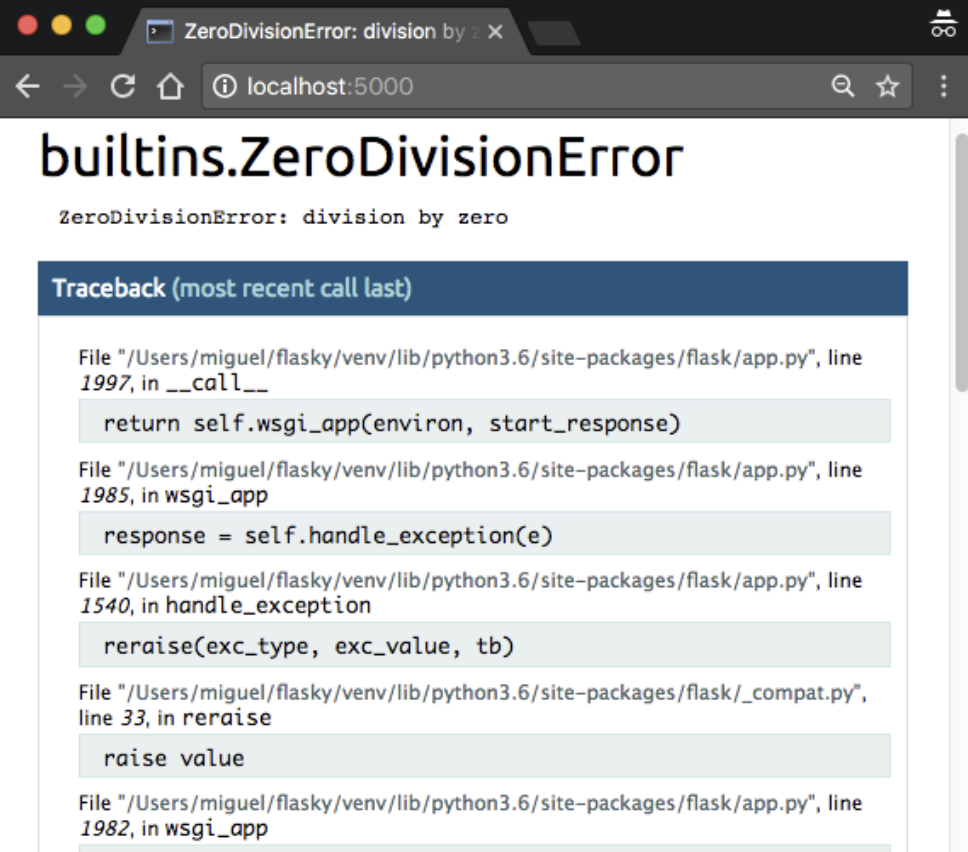 ZeroDivisionError: division by
localhost:5000
builtins.ZeroDivisionError
ZeroDivisionError: division by zero
Traceback (most recent call last)
File "/Users/miguel/flasky/venv/lib/python3.6/site-packages/flask/app.py", line
1997, in __call__
return self.wsgi_app(environ, start_response)
File "/Users/miguel/flasky/venv/lib/python3.6/site-packages/flask/app.py", line
1985, in wsgi_app
response = self.handle_exception(e)
File "/Users/miguel/flasky/venv/lib/python3.6/site-packages/flask/app.py", line
1540, in handle_exception
reraise(exc_type, exc_value, tb)
File "/Users/miguel/flasky/venv/lib/python3.6/site-packages/flask/_compat.py",
line 33, in reraise
raise value
File "/Users/miguel/flasky/venv/lib/python3.6/site-packages/flask/app.py", line
1982, in wsgi_app